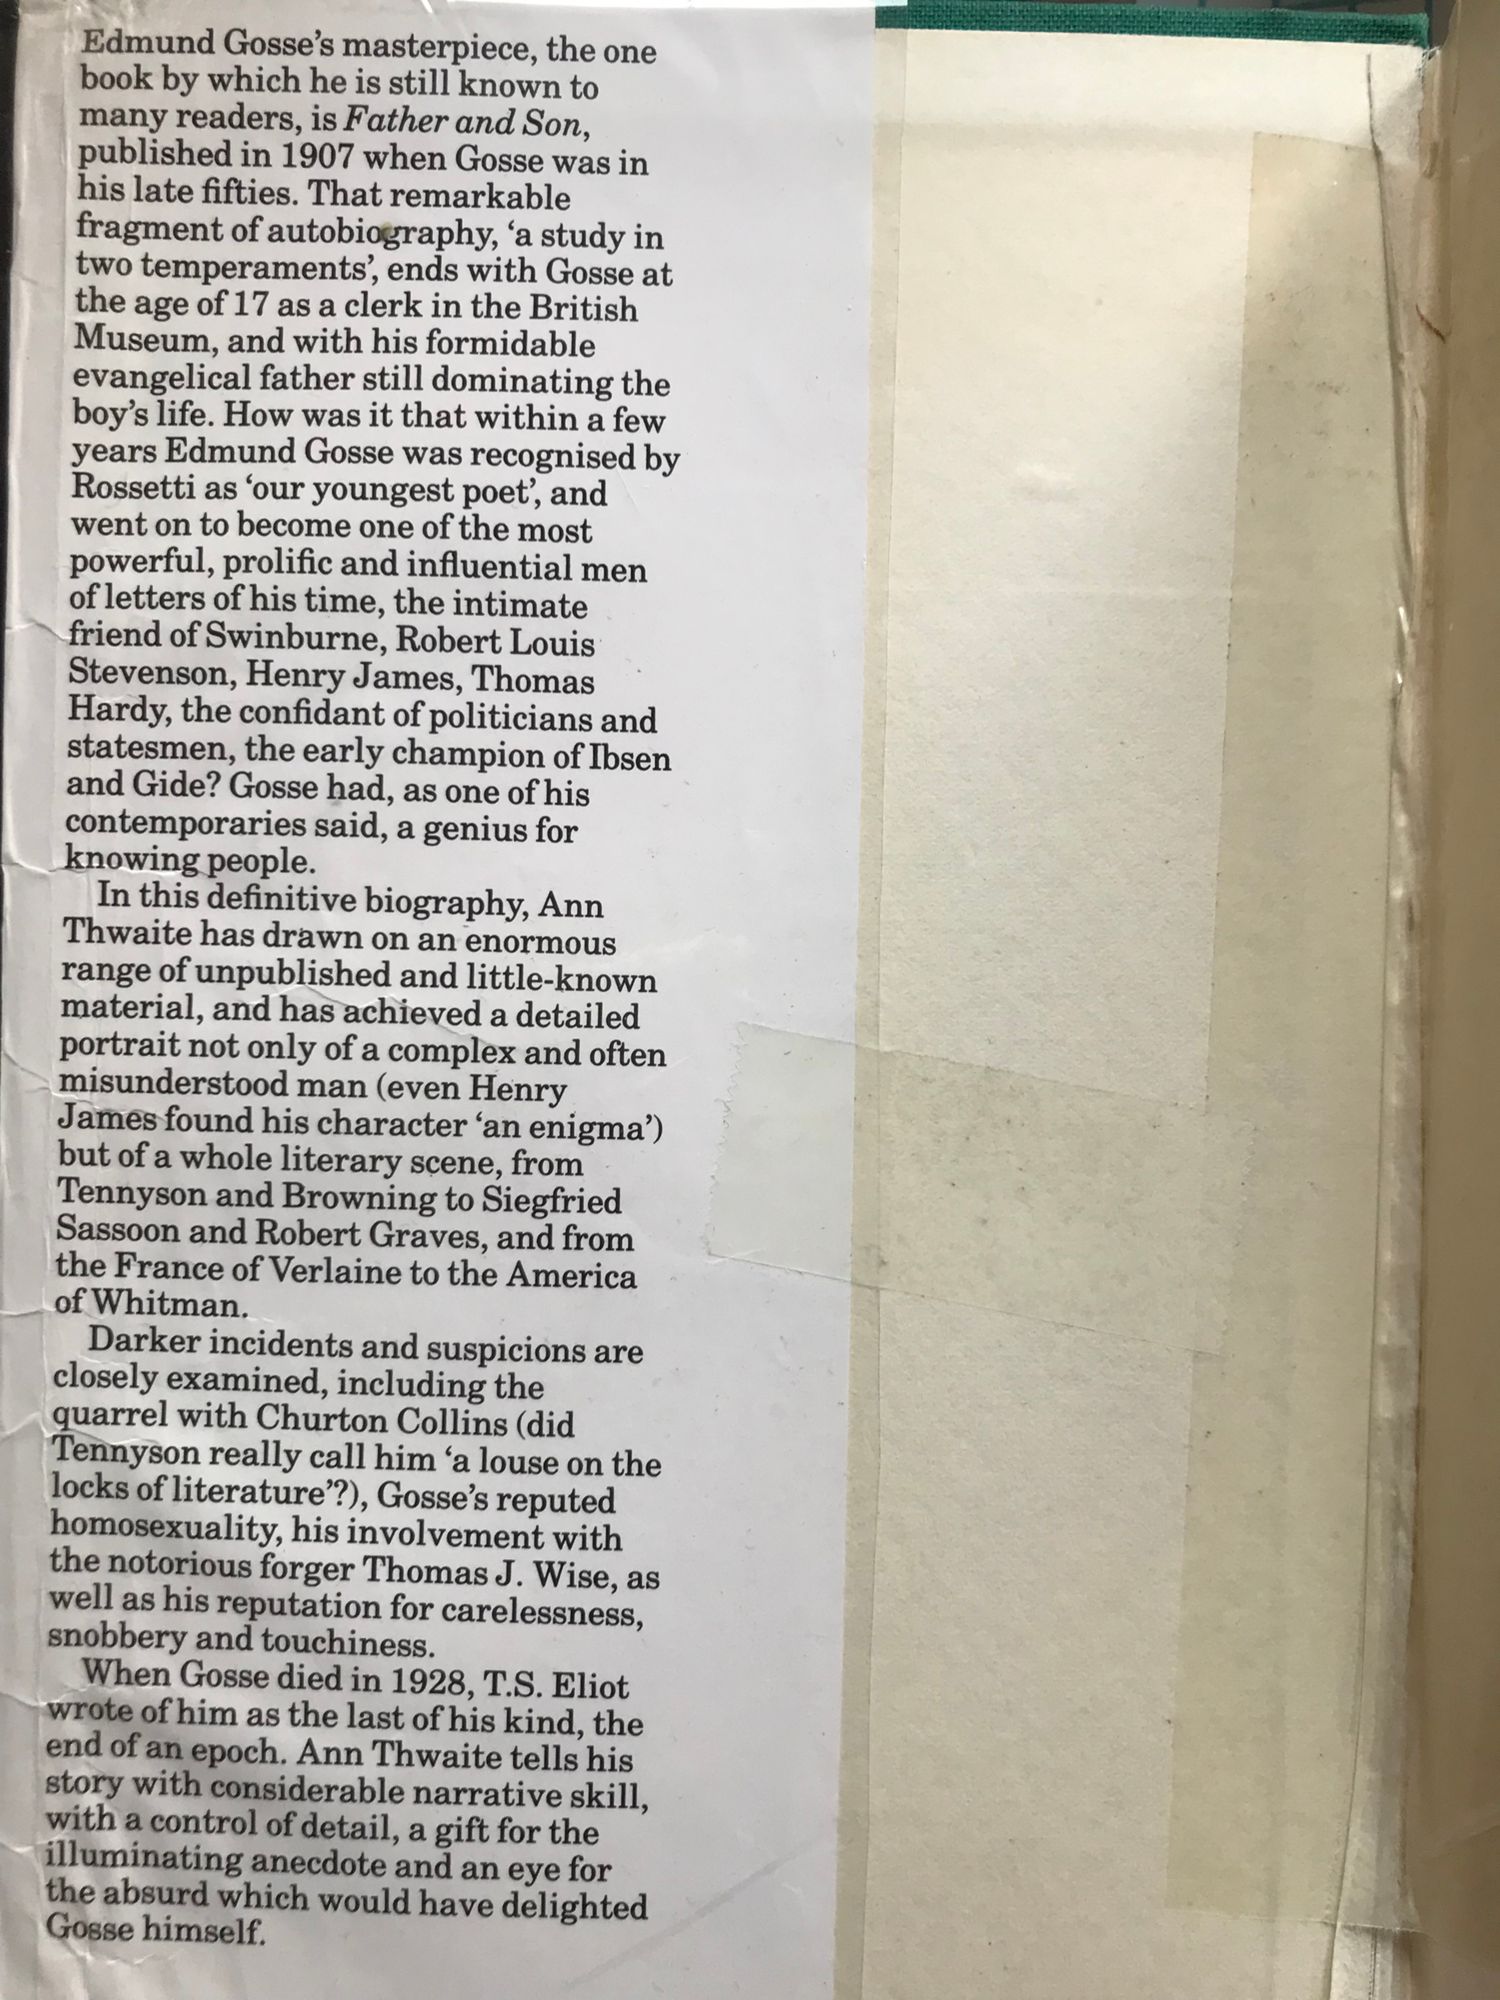 Edmund Gosse’s masterpiece, the one
book by which he is still known to
many readers, is Father and Son,
published in 1907 when Gosse was in
his late fifties. That remarkable
fragment of autobiography, ‘a study in
two temperaments’, ends with Gosse at
the age of 17 as a clerk in the British
Museum, and with his formidable
evangelical father still dominating the
boy’s life. How was it that within a few
years Edmund Gosse was recognised by
Rossetti as ‘our youngest poet’, and
went on to become one of the most
powerful, prolific and influential men
of letters of his time, the intimate
friend of Swinburne, Robert Louis
Stevenson, Henry James, Thomas
Hardy, the confidant of politicians and
statesmen, the early champion of Ibsen
and Gide? Gosse had, as one of his
contemporaries said, a genius for
knowing people.
In this definitive biography, Ann
Thwaite has drawn on an enormous
range of unpublished and little-known
material, and has achieved a detailed
portrait not only of a complex and often
misunderstood man (even Henry
James found his character ‘an enigma’)
but of a whole literary scene, from
Tennyson and Browning to Siegfried
Sassoon and Robert Graves, and from
the France of Verlaine to the America
of Whitman.
Darker incidents and suspicions are
closely examined, including the
quarrel with Churton Collins (did
Tennyson really call him ‘a louse on the
locks of literature’?), Gosse’s reputed
homosexuality, his involvement with
the notorious forger Thomas J. Wise, as
well as his reputation for carelessness,
snobbery and touchiness.
When Gosse died in 1928, T.S. Eliot
wrote of him as the last of his kind, the
end of an epoch. Ann Thwaite tells his
story with considerable narrative skill,
with a control of detail, a gift for the
illuminating anecdote and an eye for
the absurd which would have delighted
Gosse himself.